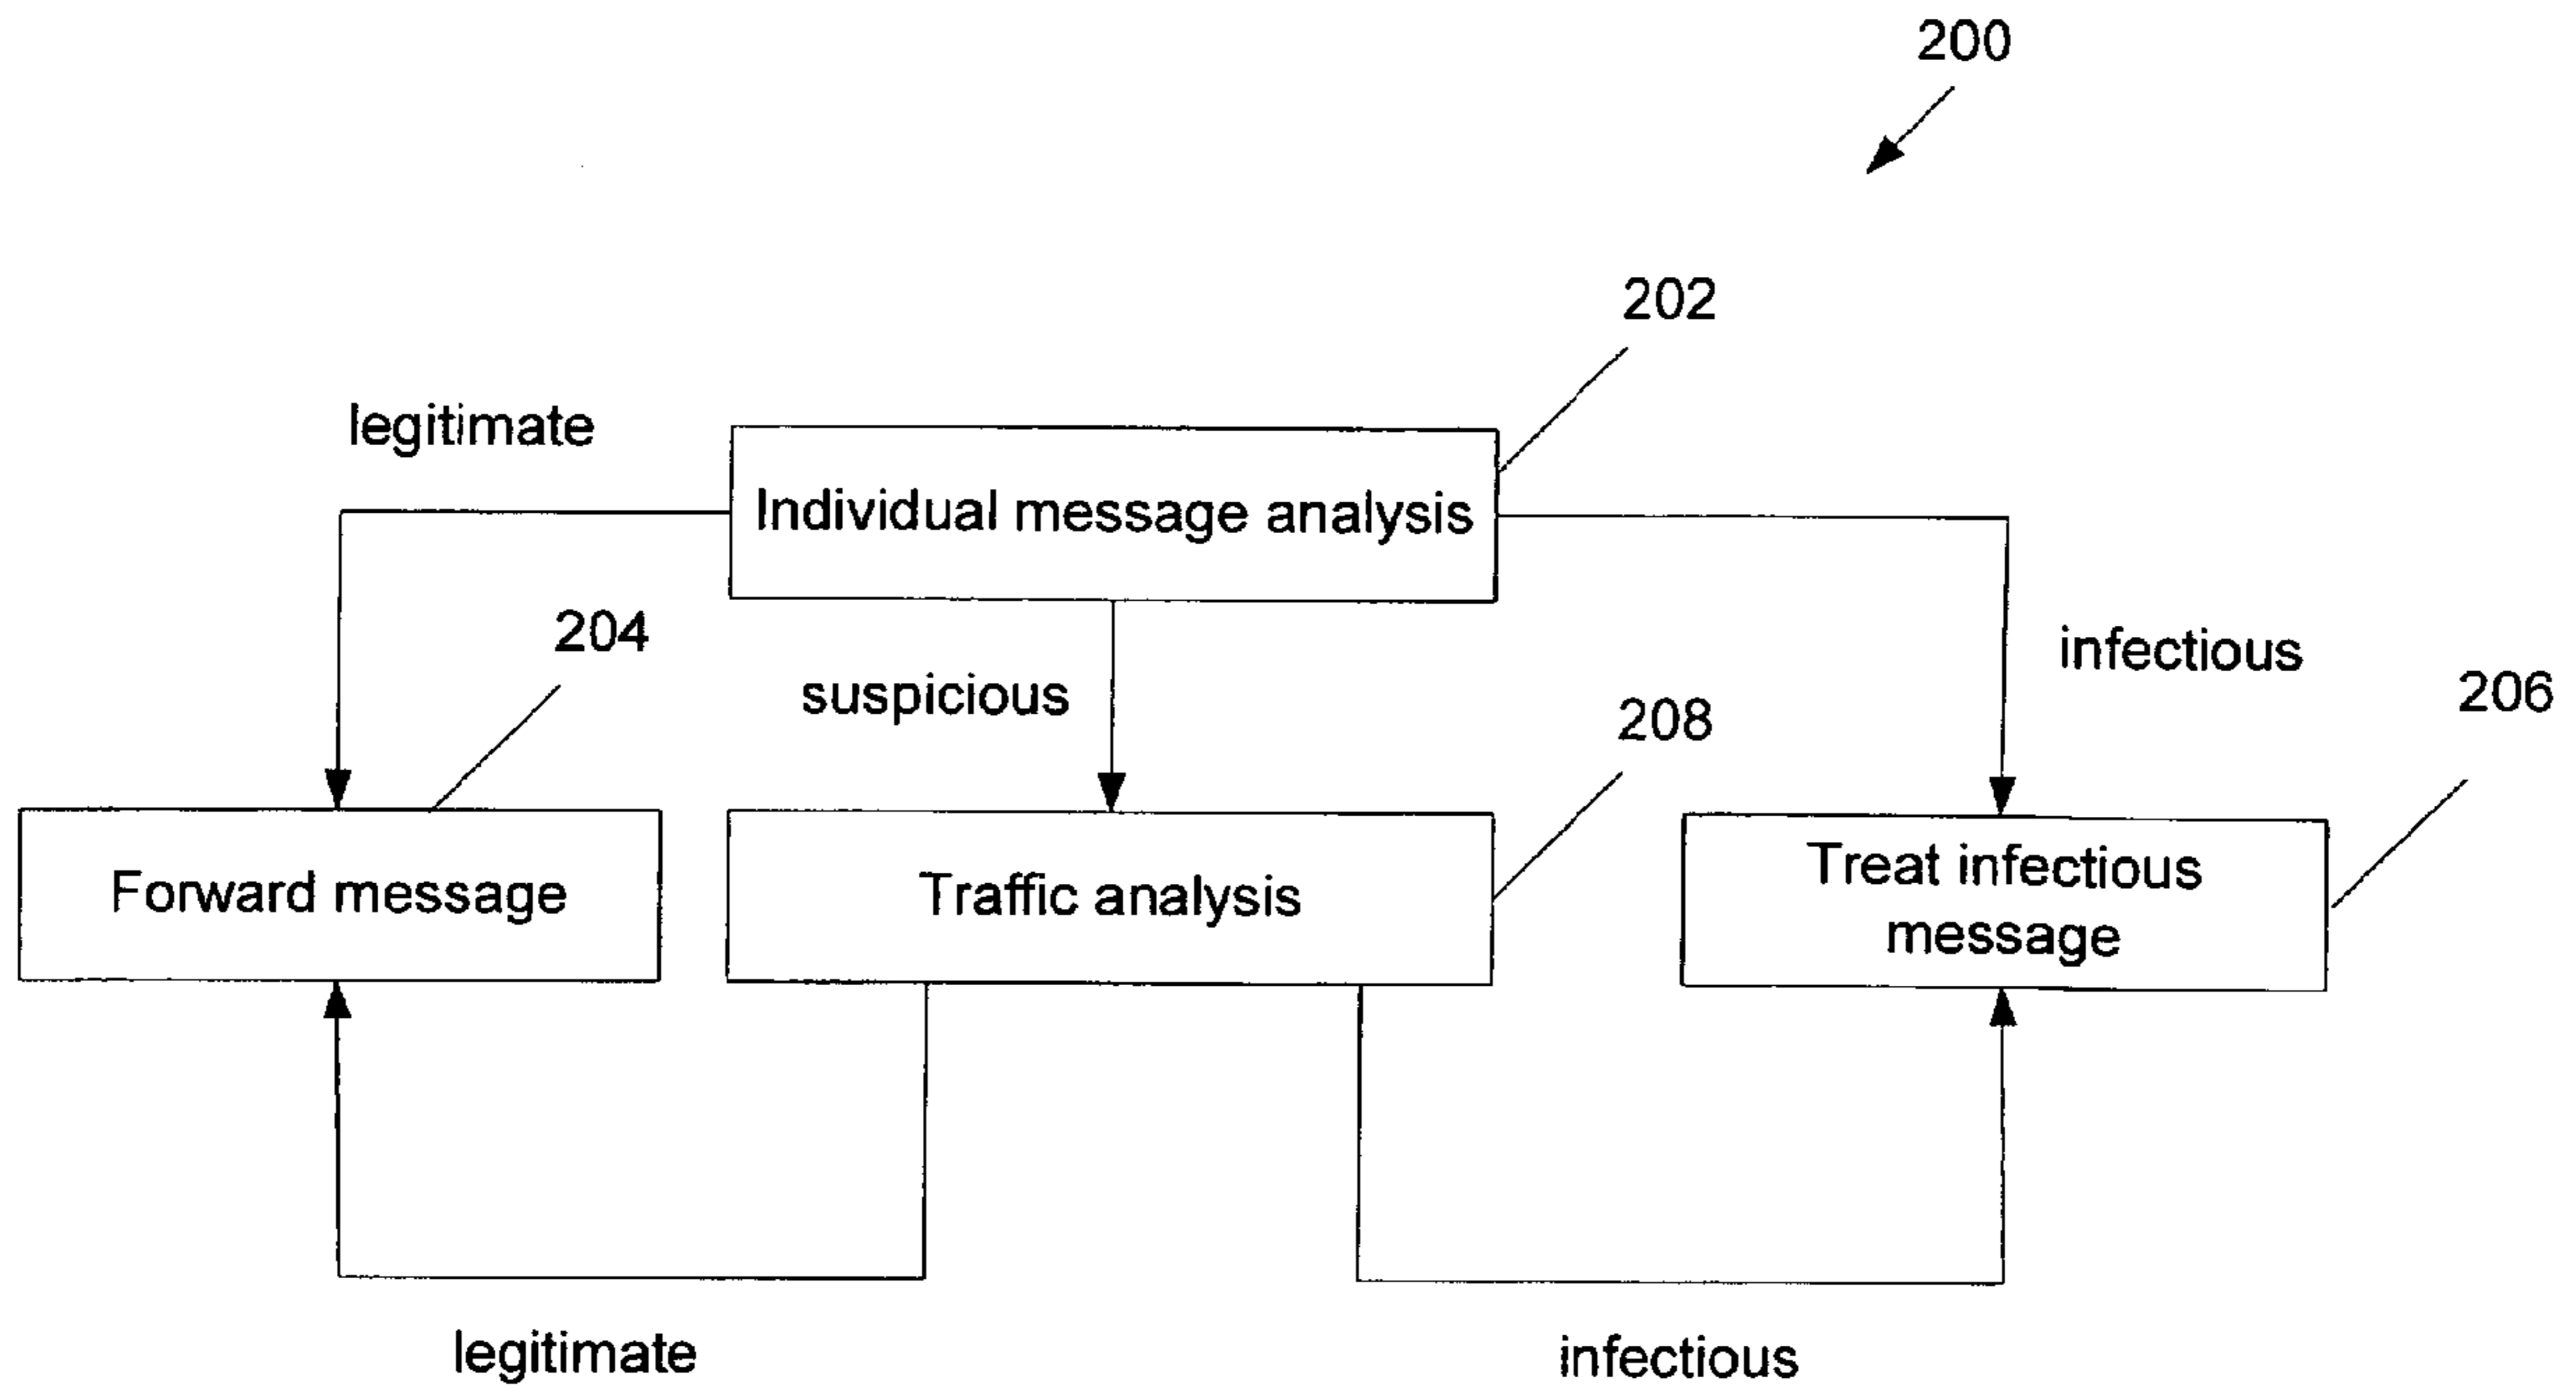 200
202
legitimate
Individual message analysis
204
infectious
suspicious
206
208
Forward message
Traffic analysis
Treat infectious
message
legitimate
infectious